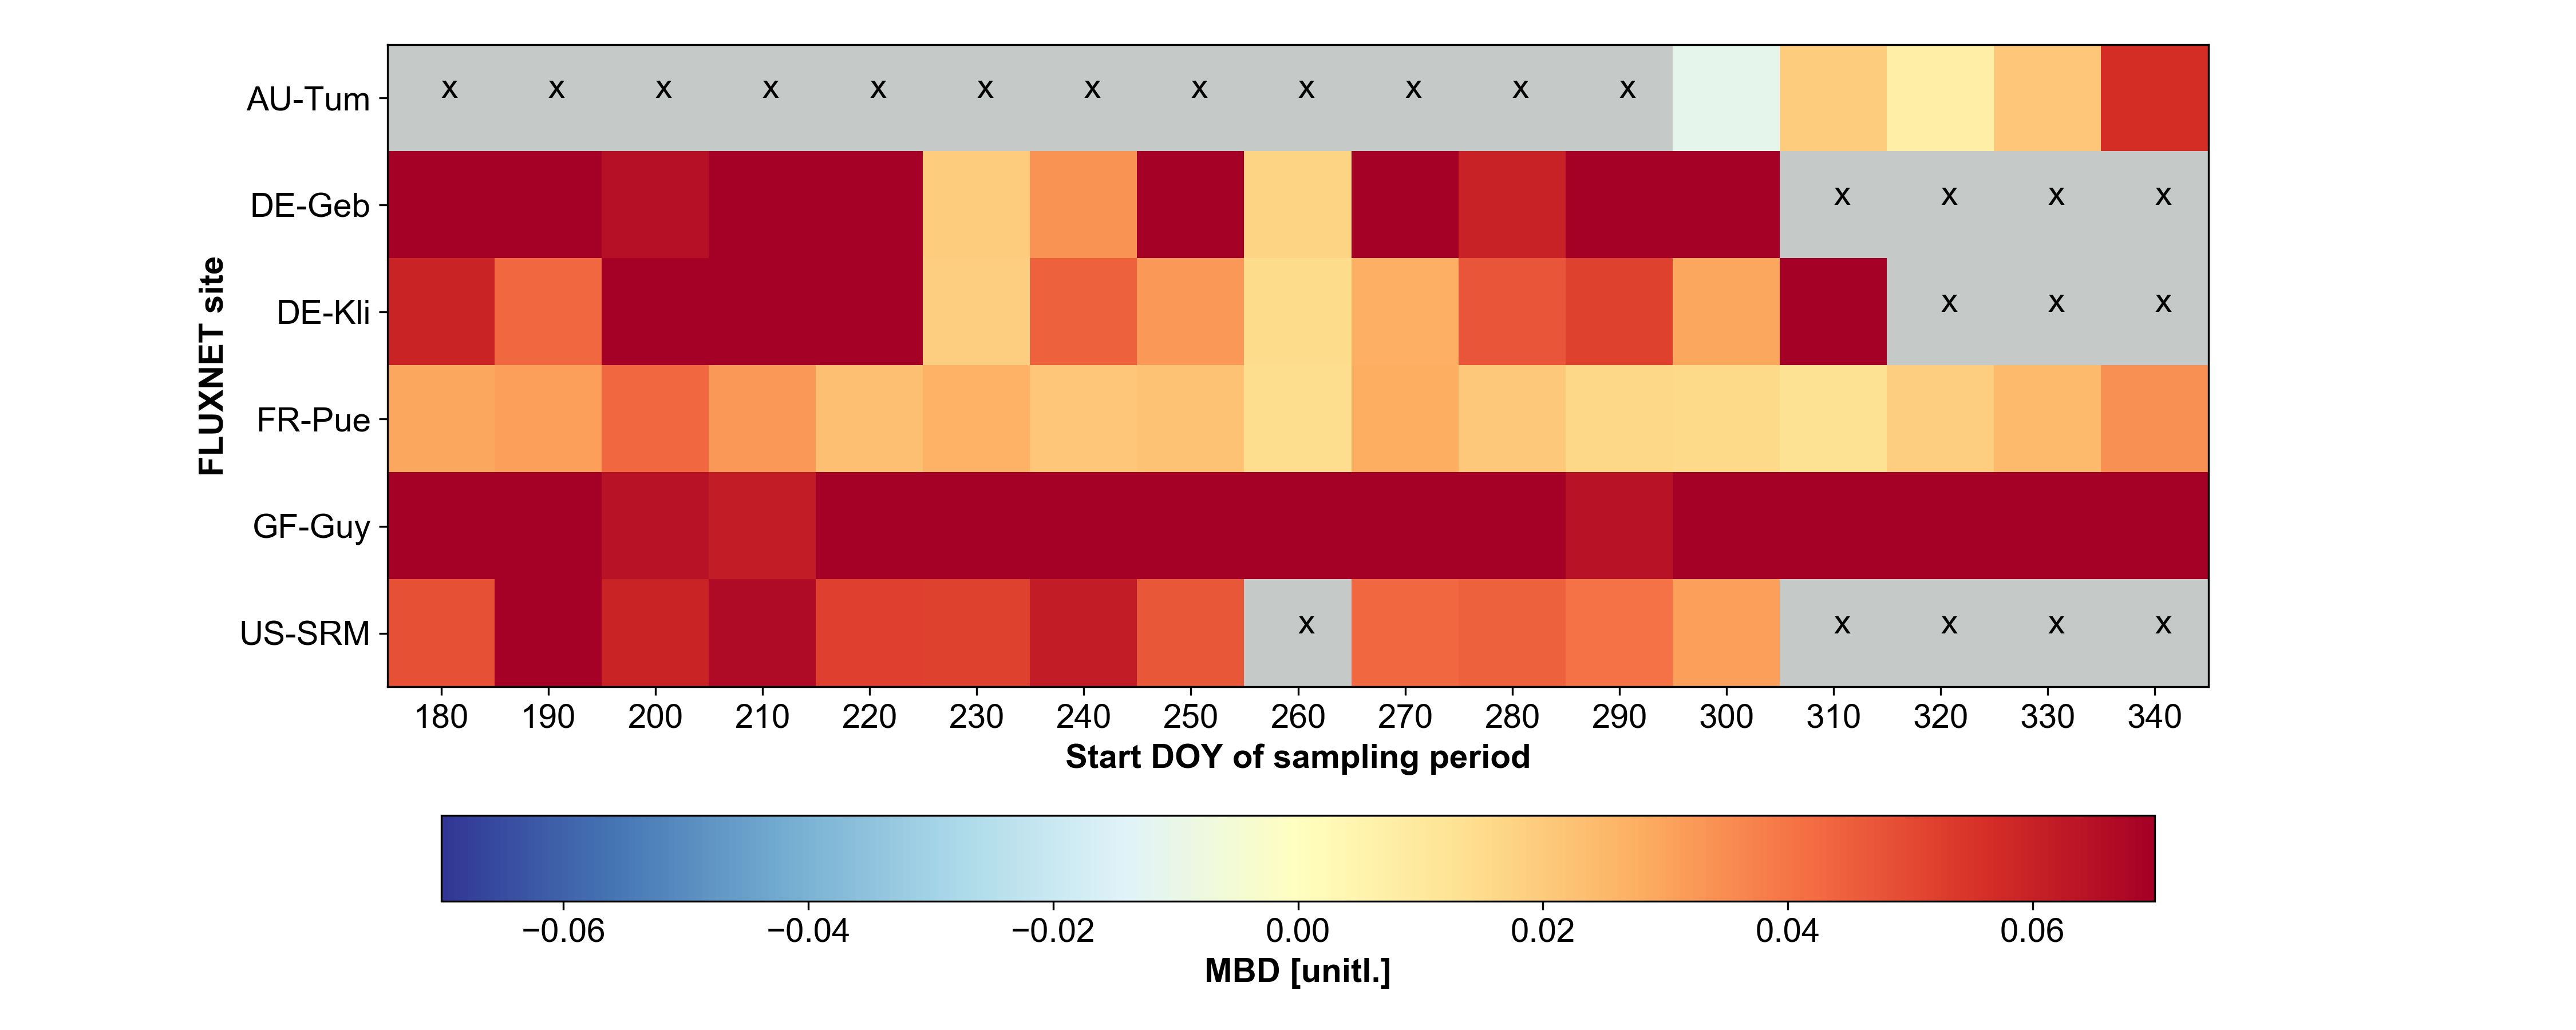 AU-Tum x x x x x x x x x x x x
DE-Geb x x x x
DE-Kli x x x
FR-Pue
GF-Guy
US-SRM x x x x x
FLUXNET site
180 190 200 210 220 230 240 250 260 270 280 290 300 310 320 330 340
Start DOY of sampling period
−0.06 −0.04 −0.02 0.00 0.02 0.04 0.06
MBD [unitl.]